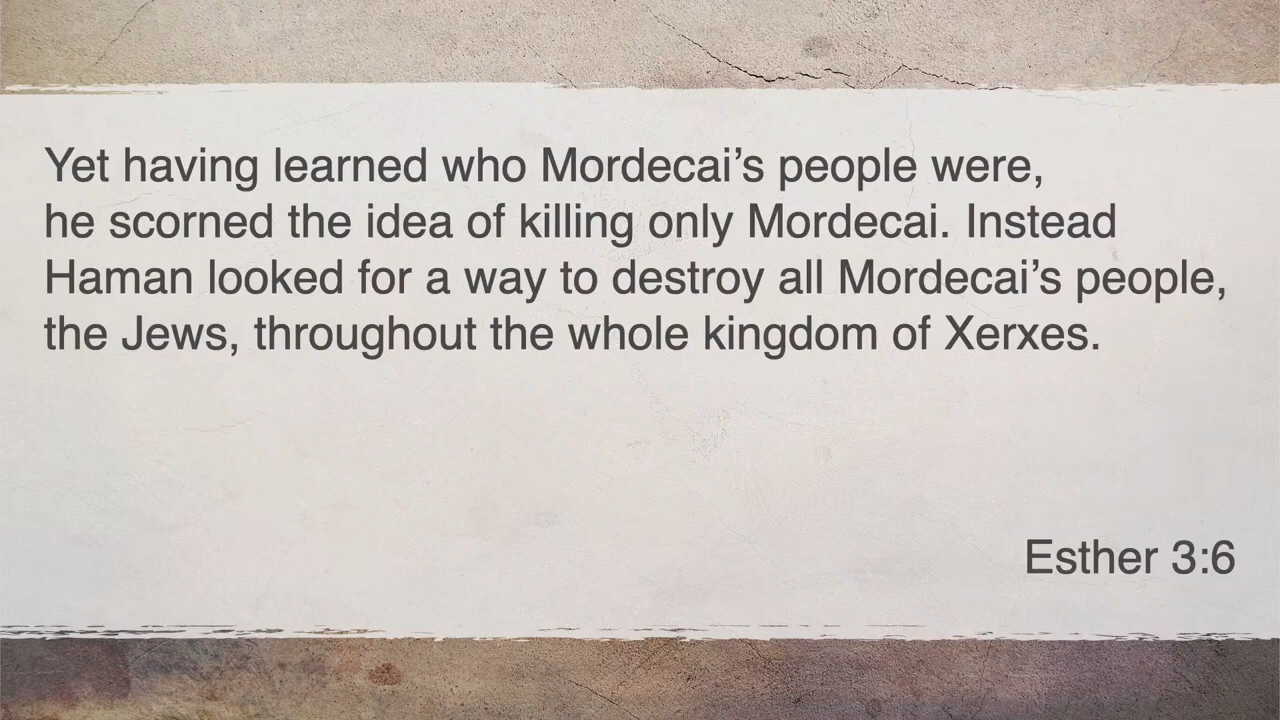 Yet having learned who Mordecai’s people were,
he scorned the idea of killing only Mordecai. Instead
Haman looked for a way to destroy all Mordecai’s people,
the Jews, throughout the whole kingdom of Xerxes.
Esther 3:6